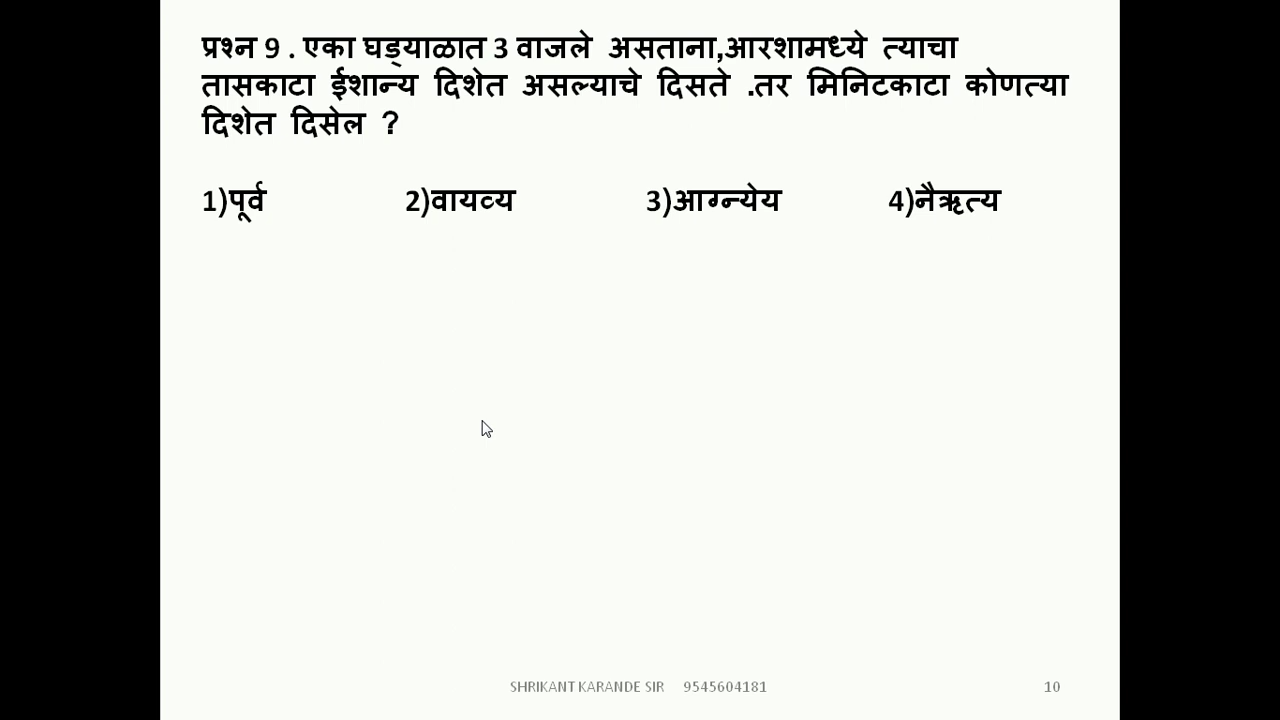 प्रश्न 9 . एका घड्याळात 3 वाजले असताना,आरशामध्ये त्याचा
तासकाटा ईशान्य दिशेत असल्याचे दिसते .तर मिनिटकाटा कोणत्या
दिशेत दिसेल ?
1)पूर्व 2)वायव्य 3)आग्न्येय 4)नैऋत्य
SHRIKANT KARANDE SIR 9545604181 10